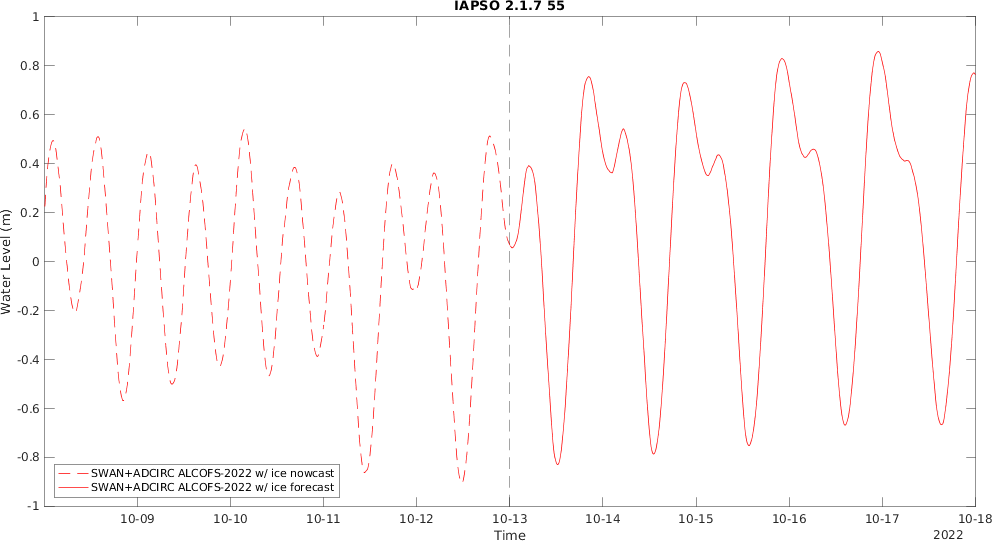 IAPSO 2.1.7 55
Water Level (m)
1
0.8
0.6
0.4
0.2
0
-0.2
-0.4
-0.6
-0.8
-1
SWAN+ADCIRC ALCOFS-2022 w/ ice nowcast
SWAN+ADCIRC ALCOFS-2022 w/ ice forecast
10-09 10-10 10-11 10-12 10-13 10-14 10-15 10-16 10-17 10-18
Time
2022